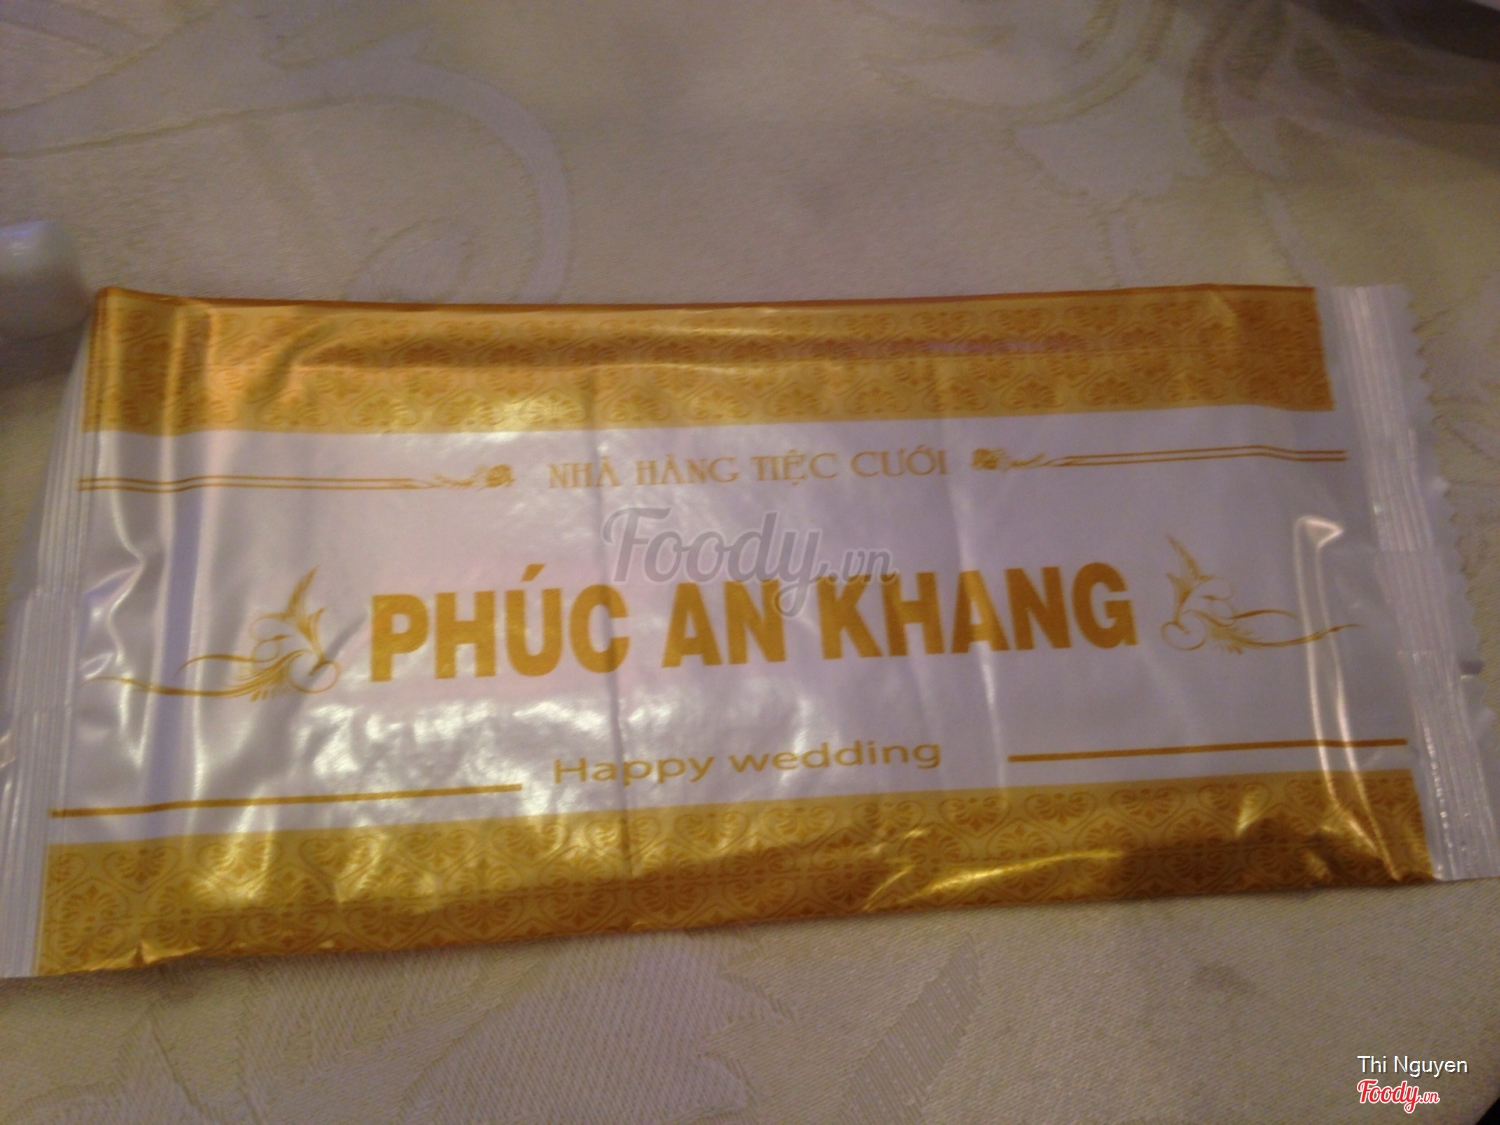 NHÀ HÀNG TIỆC CƯỚI
Foody.vn
PHÚC AN KHANG
Happy wedding
Thi Nguyen
Foody.vn